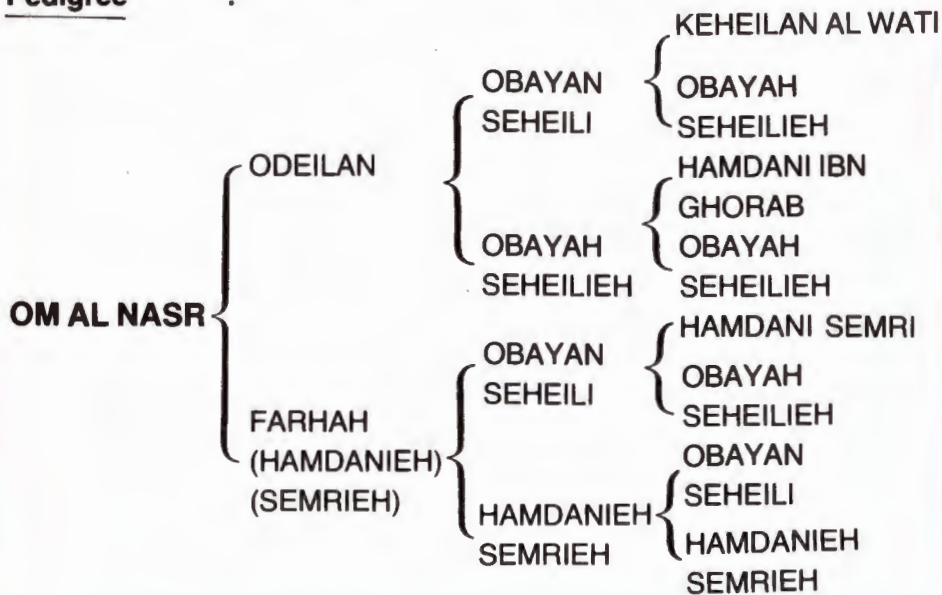 Pedigree :
KEHEILAN AL WATI
OBAYAN
SEHEILI
OBAYAH
SEHEILIEH
ODEILAN
HAMDANI IBN
GHORAB
OBAYAH
SEHEILIEH
OBAYAH
SEHEILIEH
OM AL NASR
HAMDANI SEMRI
OBAYAN
SEHEILI
OBAYAH
SEHEILIEH
FARHAH
(HAMDANIEH)
(SEMRIEH)
OBAYAN
SEHEILI
HAMDANIEH
SEMRIEH
HAMDANIEH
SEMRIEH